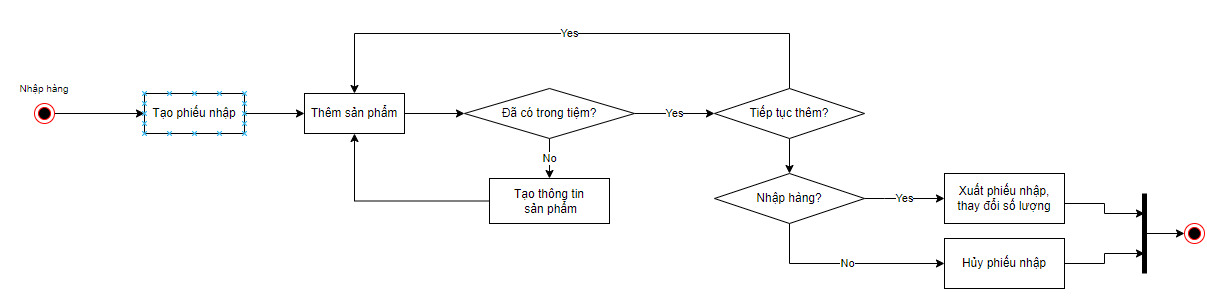 Yes
Nhập hàng
Tạo phiếu nhập
Thêm sản phẩm
Đã có trong tiệm?
Yes
Tiếp tục thêm?
No
Tạo thông tin
sản phẩm
Nhập hàng?
Yes
Xuất phiếu nhập,
thay đổi số lượng
No
Hủy phiếu nhập